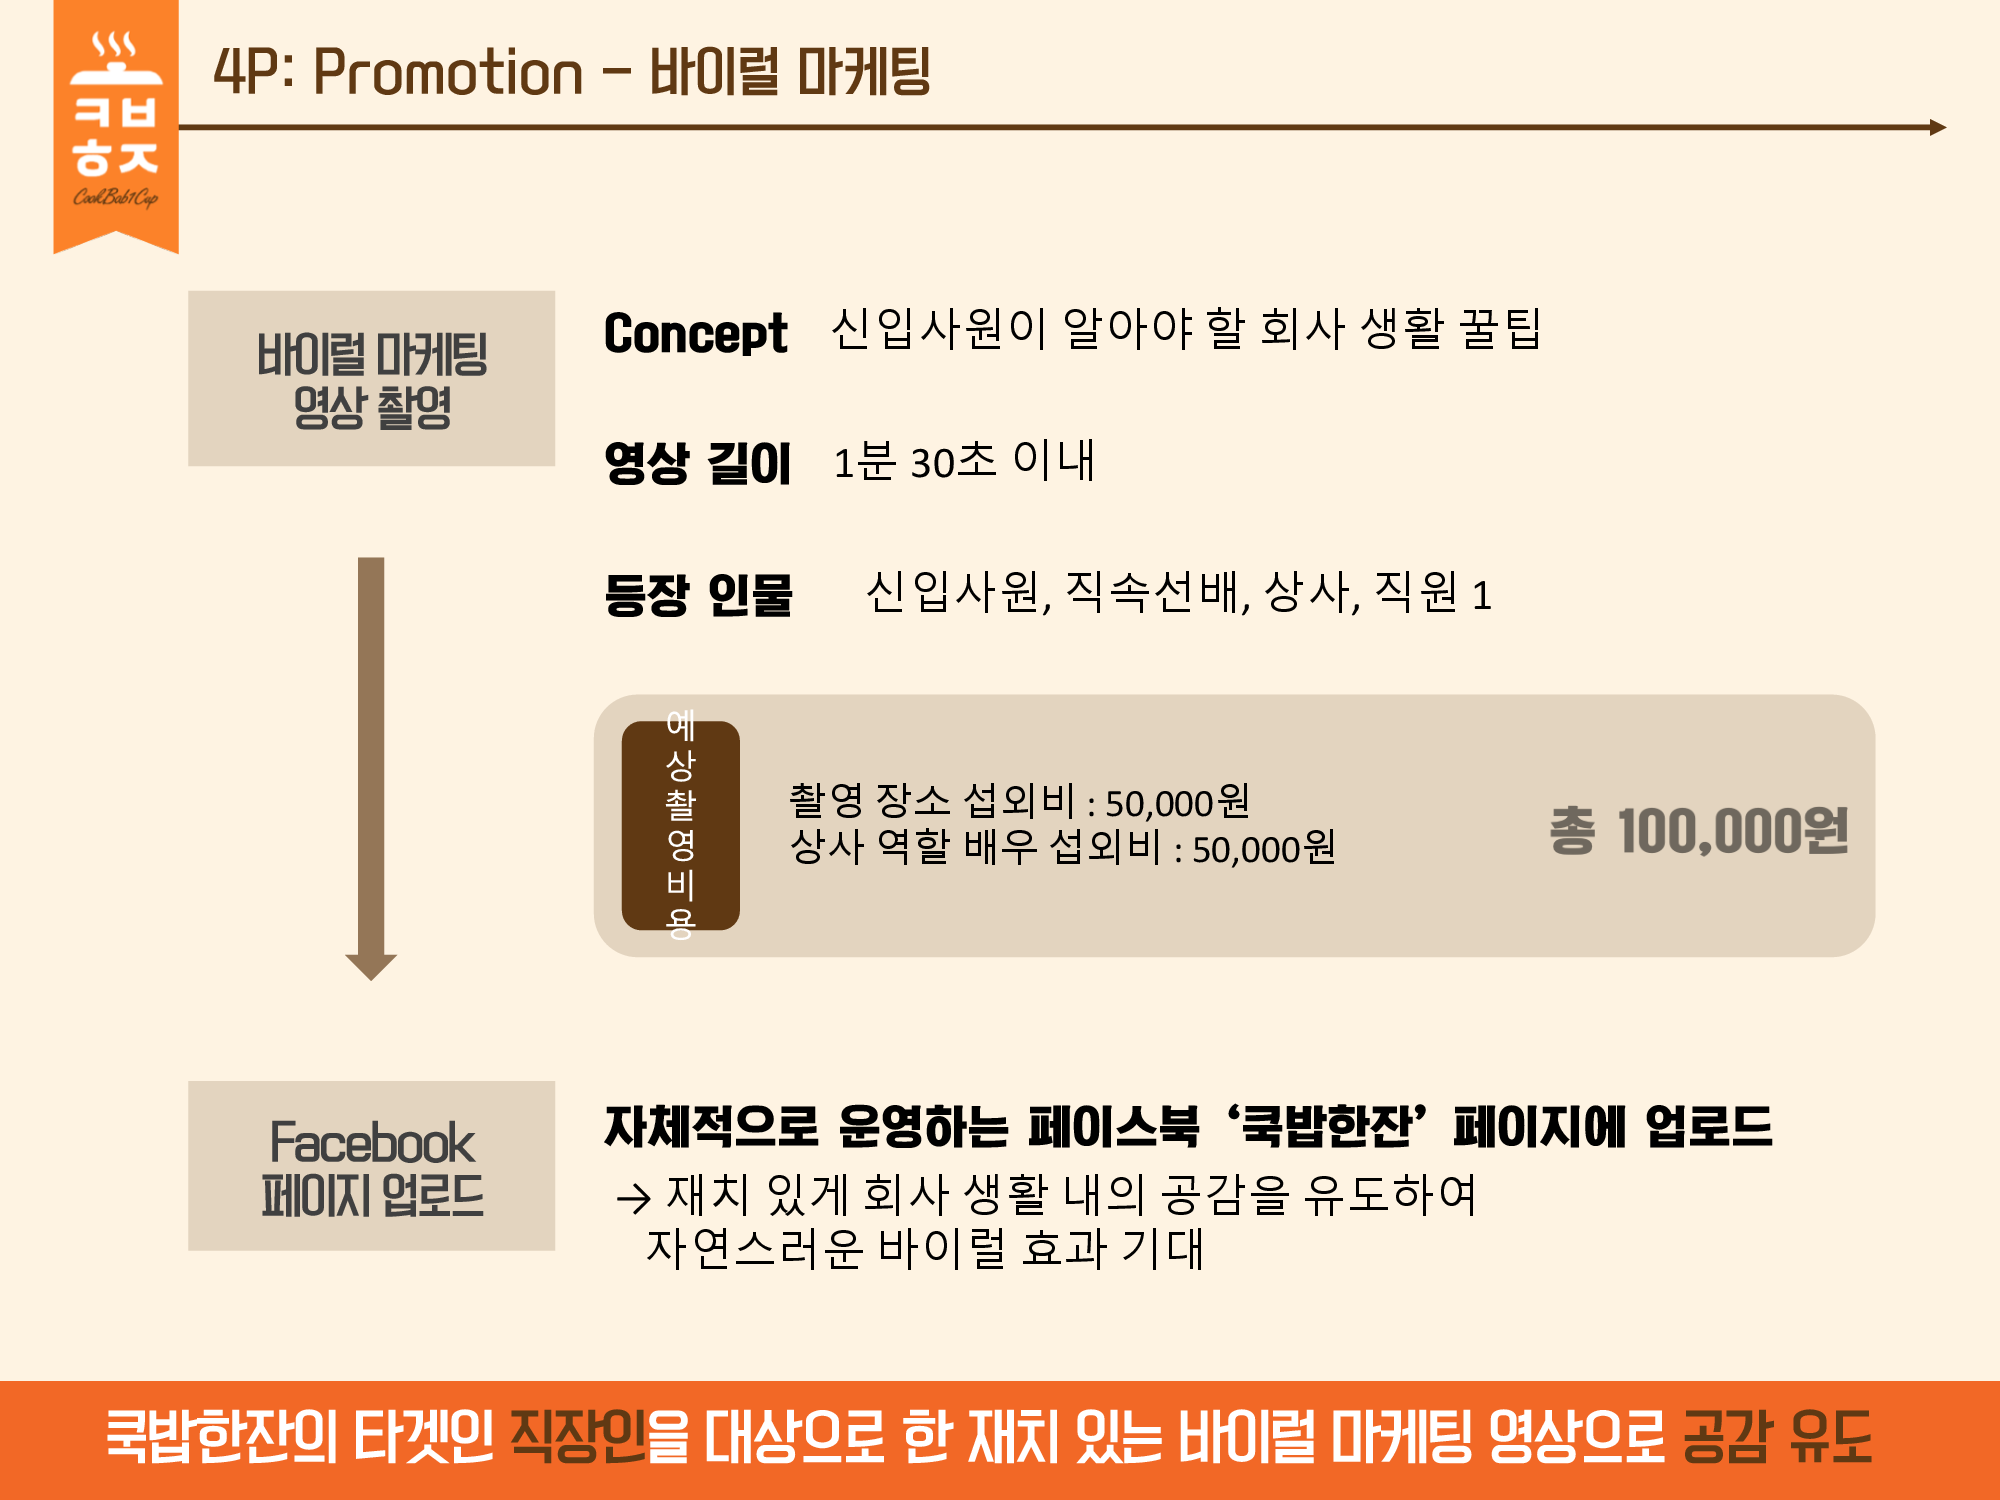 ㅋㅂ
ㅎㅈ
CookBab1Cup
4P: Promotion – 바이럴 마케팅
바이럴 마케팅
영상 촬영
Concept 신입사원이 알아야 할 회사 생활 꿀팁
영상 길이 1분 30초 이내
등장 인물 신입사원, 직속선배, 상사, 직원 1
예
상
촬
영
비
용
촬영 장소 섭외비 : 50,000원
상사 역할 배우 섭외비 : 50,000원
총 100,000원
Facebook
페이지 업로드
자체적으로 운영하는 페이스북 ‘쿡밥한잔’ 페이지에 업로드
→ 재치 있게 회사 생활 내의 공감을 유도하여
자연스러운 바이럴 효과 기대
쿡밥한잔의 타겟인 직장인을 대상으로 한 재치 있는 바이럴 마케팅 영상으로 공감 유도